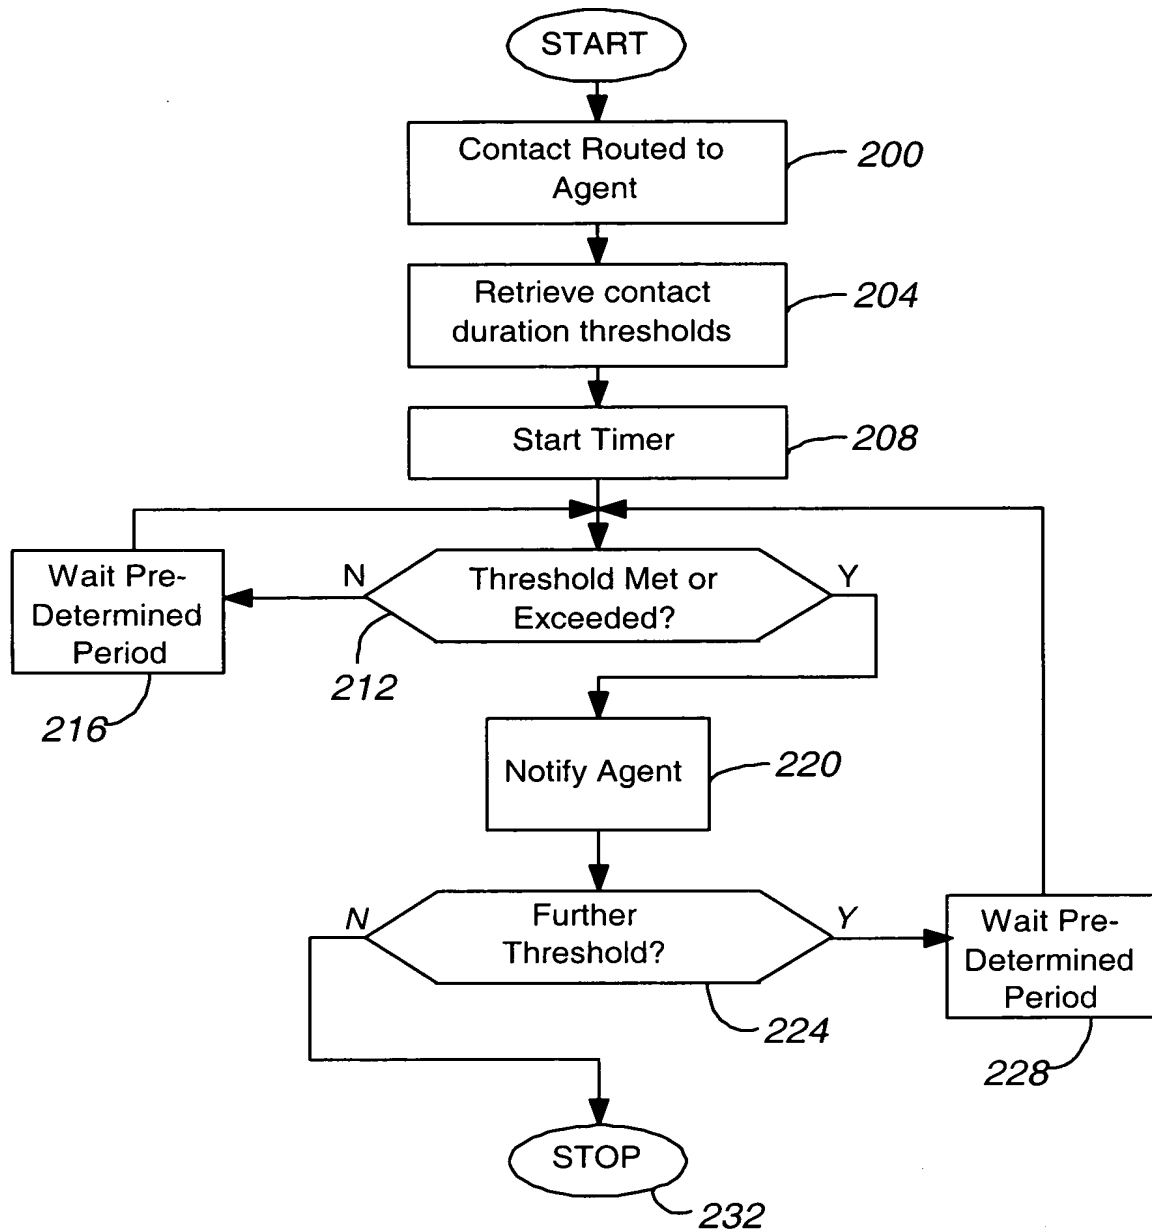 START
Contact Routed to
Agent
200
Retrieve contact
duration thresholds
204
Start Timer
208
Wait Pre-
Determined
Period
216
N
Threshold Met or
Exceeded?
Y
212
Notify Agent
220
N
Further
Threshold?
Y
224
Wait Pre-
Determined
Period
228
STOP
232